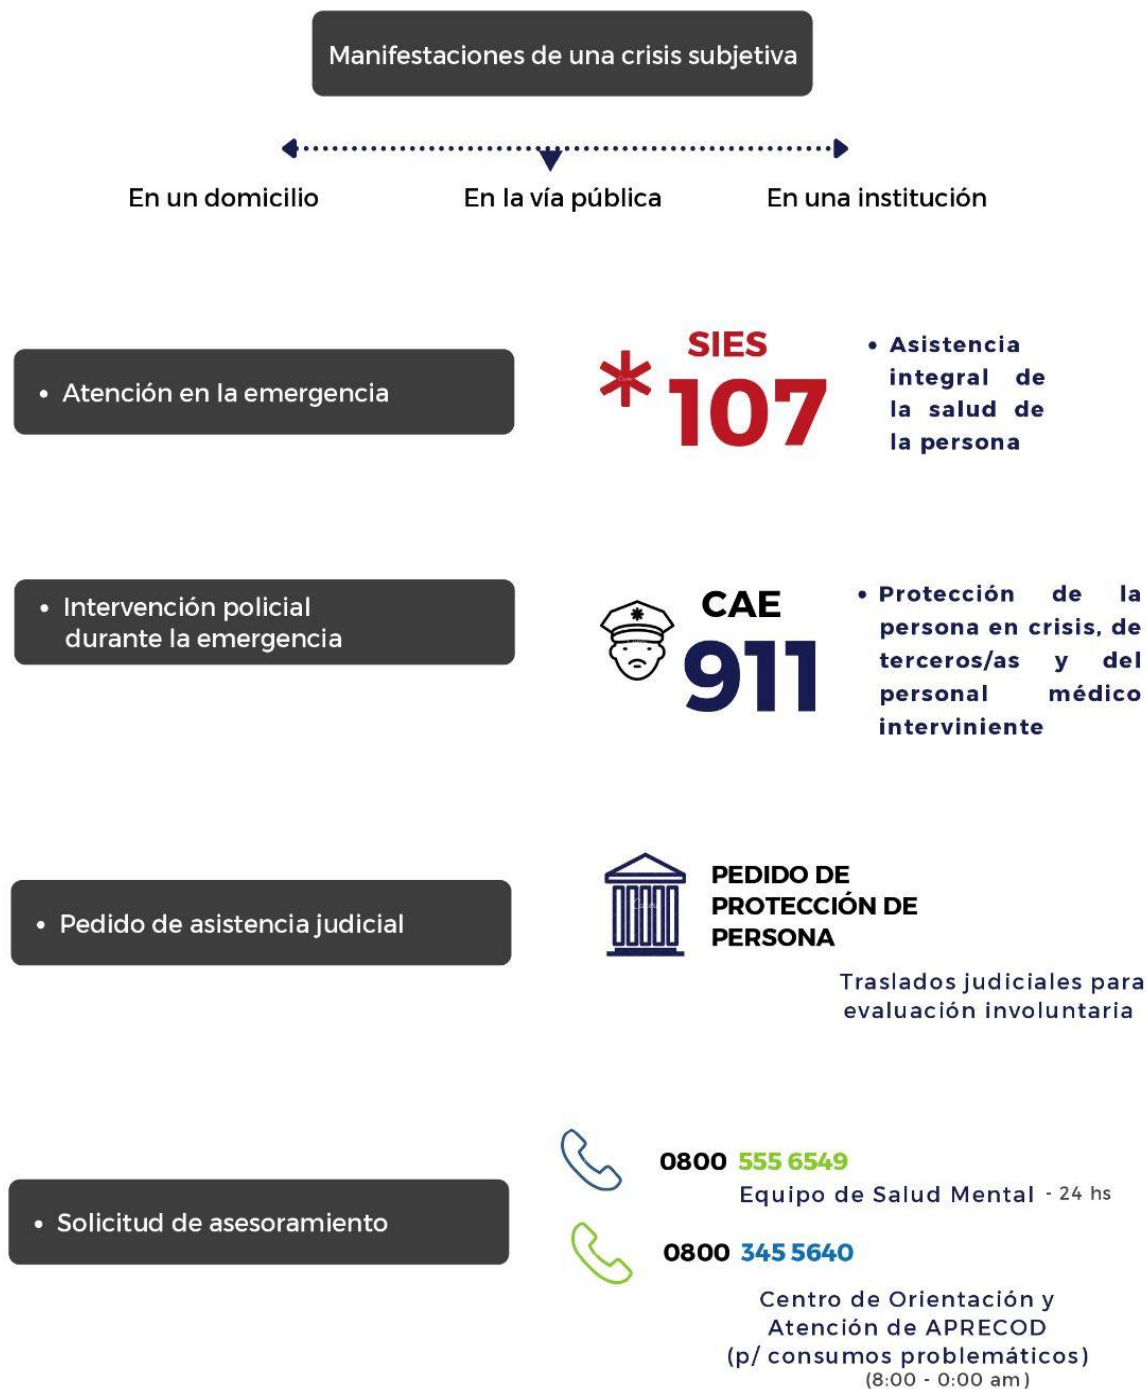 Manifestaciones de una crisis subjetiva
En un domicilio
En la vía pública
En una institución
• Atención en la emergencia
SIES
*107
• Asistencia
integral de
la salud de
la persona
• Intervención policial
durante la emergencia
CAE
911
• Protección de la
persona en crisis, de
terceros/as y del
personal médico
interviniente
• Pedido de asistencia judicial
PEDIDO DE
PROTECCIÓN DE
PERSONA
Traslados judiciales para
evaluación involuntaria
• Solicitud de asesoramiento
0800 555 6549
Equipo de Salud Mental - 24 hs
0800 345 5640
Centro de Orientación y
Atención de APRECOD
(p/ consumos problemáticos)
(8:00 - 0:00 am)